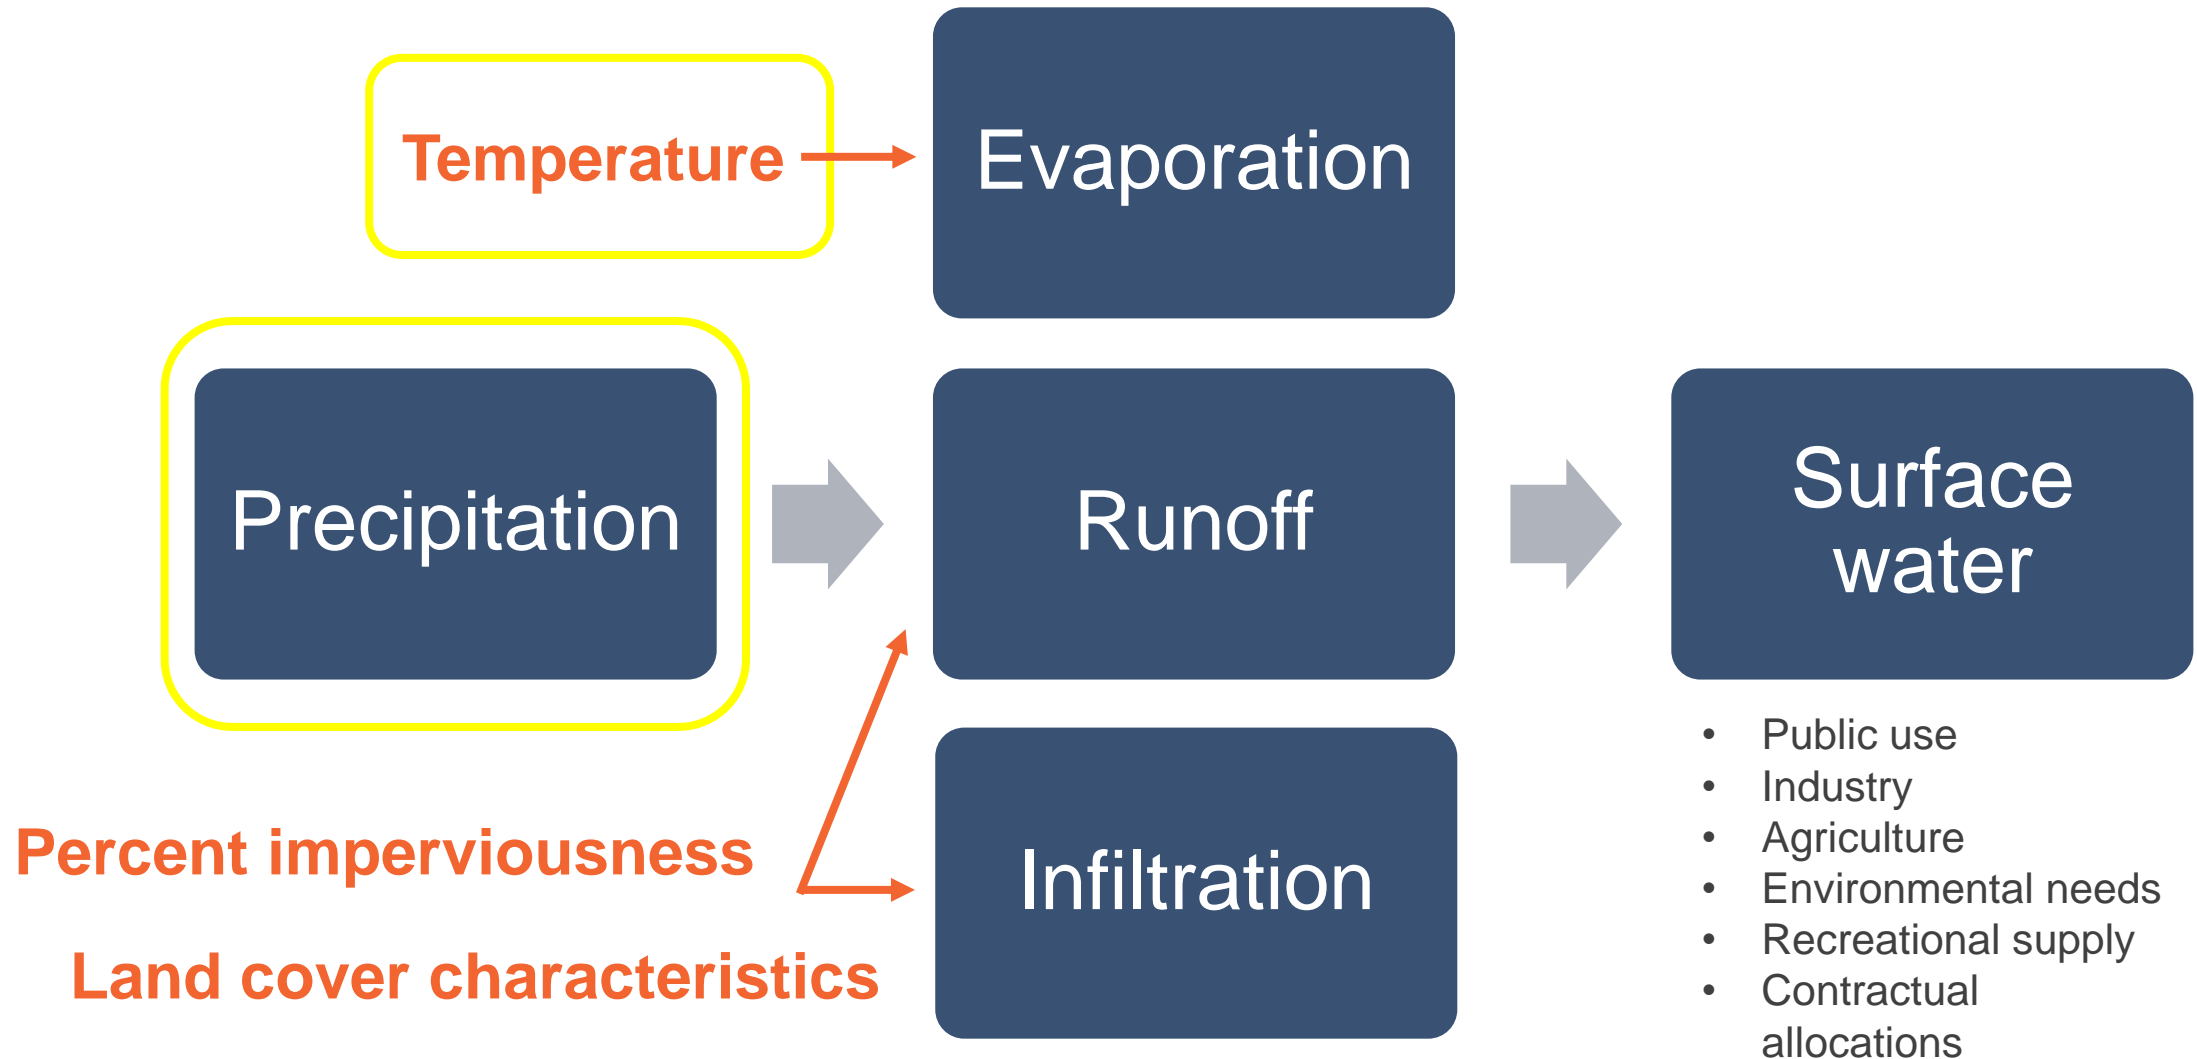 Temperature
Evaporation
Precipitation
Runoff
Surface
water
Percent imperviousness
Land cover characteristics
Infiltration
• Public use
• Industry
• Agriculture
• Environmental needs
• Recreational supply
• Contractual
allocations